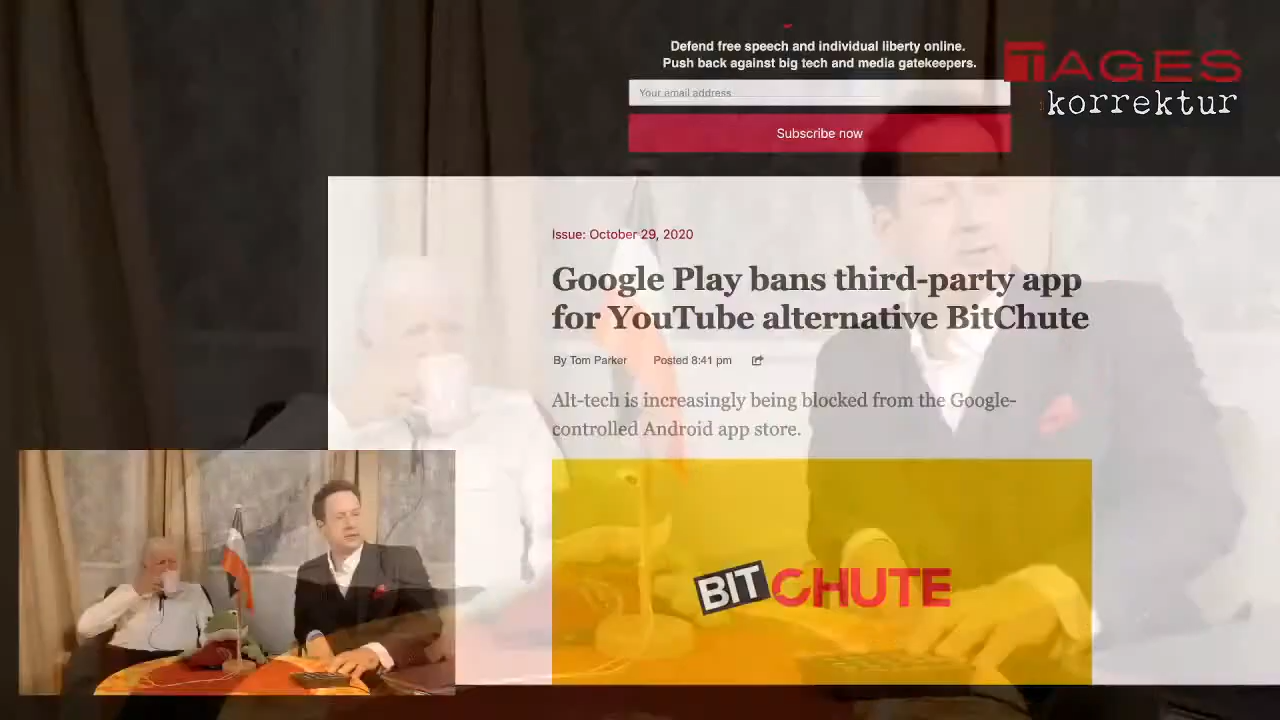 Defend free speech and individual liberty online.
Push back against big tech and media gatekeepers.
TAGES
korrektur
Your email address
Subscribe now
Issue: October 29, 2020
Google Play bans third-party app
for YouTube alternative BitChute
By Tom Parker Posted 8:41 pm
Alt-tech is increasingly being blocked from the Google-
controlled Android app store.
BITCHUTE